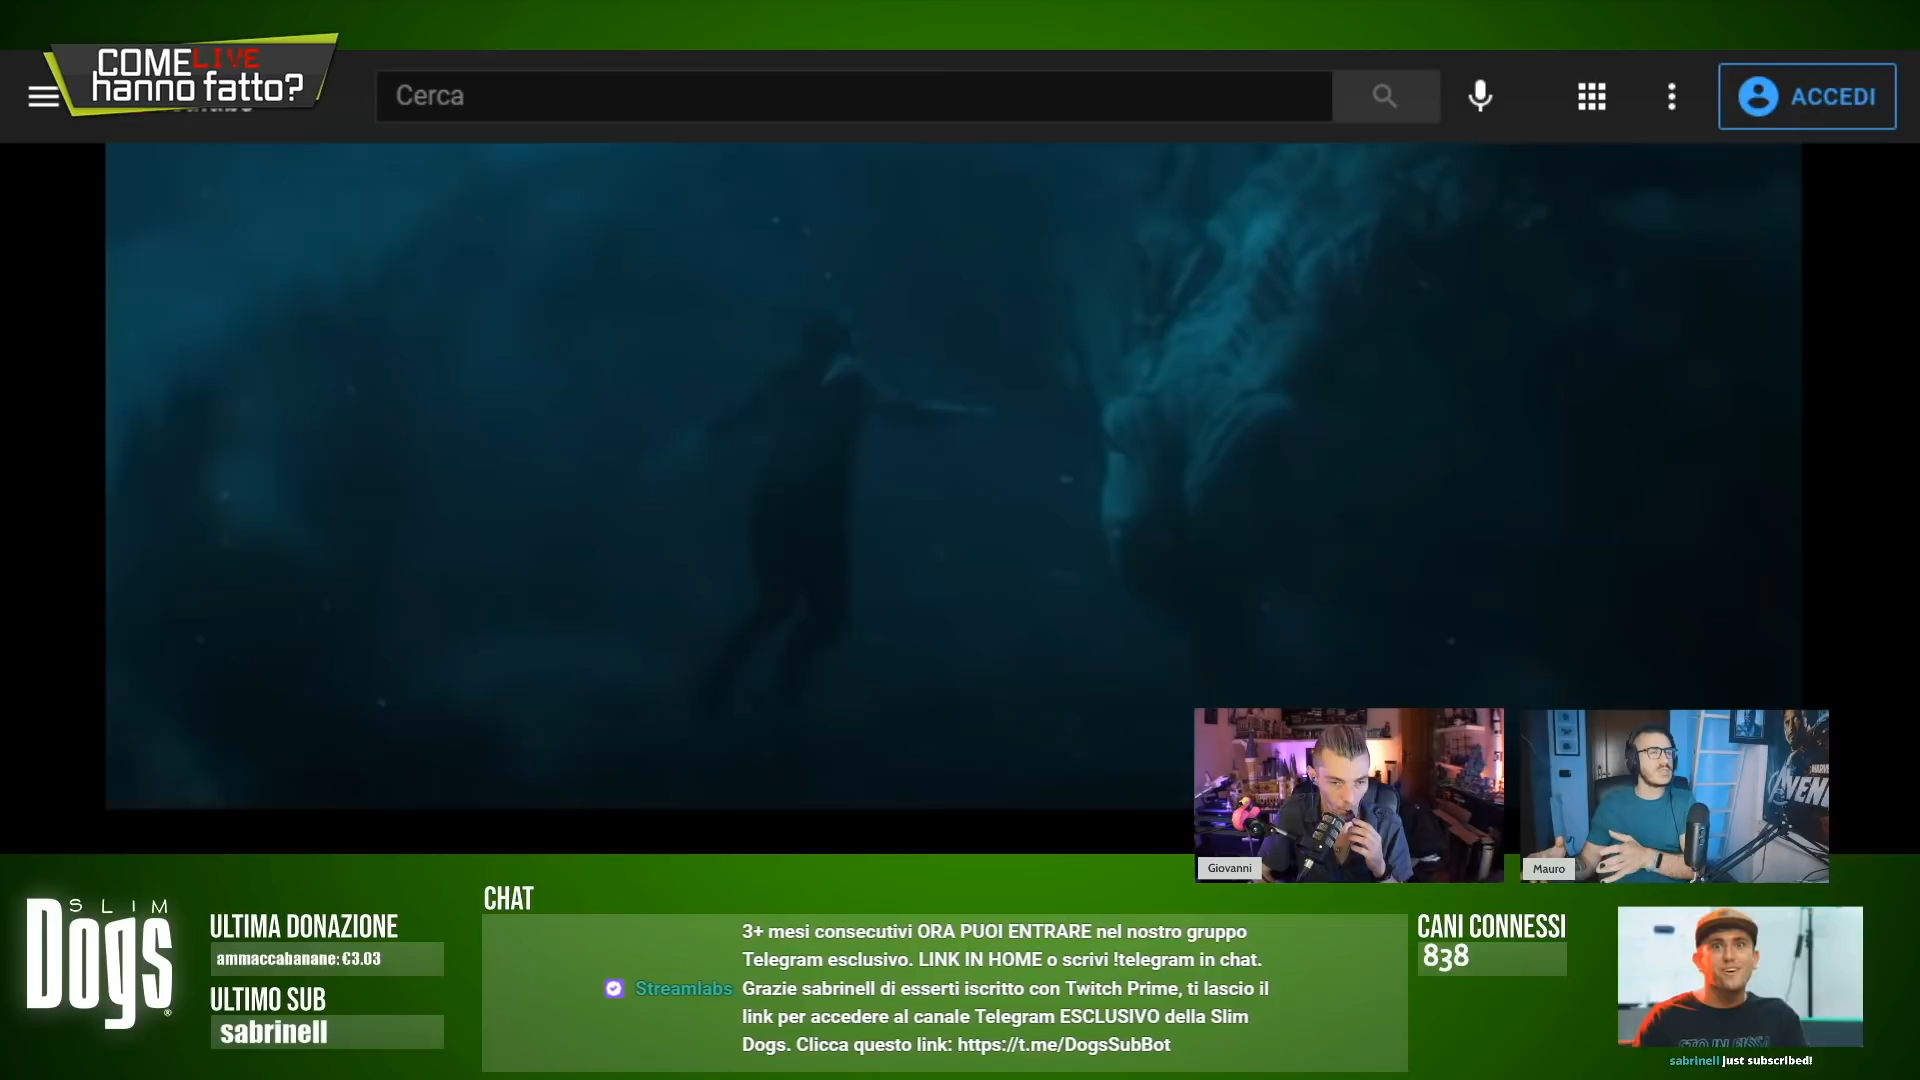 COME LIVE
hanno fatto?
Cerca
ACCEDI
Giovanni
Mauro
SLIM
Dogs
®
ULTIMA DONAZIONE
ammaccabanane: €3.03
ULTIMO SUB
sabrinell
CHAT
3+ mesi consecutivi ORA PUOI ENTRARE nel nostro gruppo
Telegram esclusivo. LINK IN HOME o scrivi !telegram in chat.
Streamlabs Grazie sabrinell di esserti iscritto con Twitch Prime, ti lascio il
link per accedere al canale Telegram ESCLUSIVO della Slim
Dogs. Clicca questo link: https://t.me/DogsSubBot
CANI CONNESSI
838
sabrinell just subscribed!